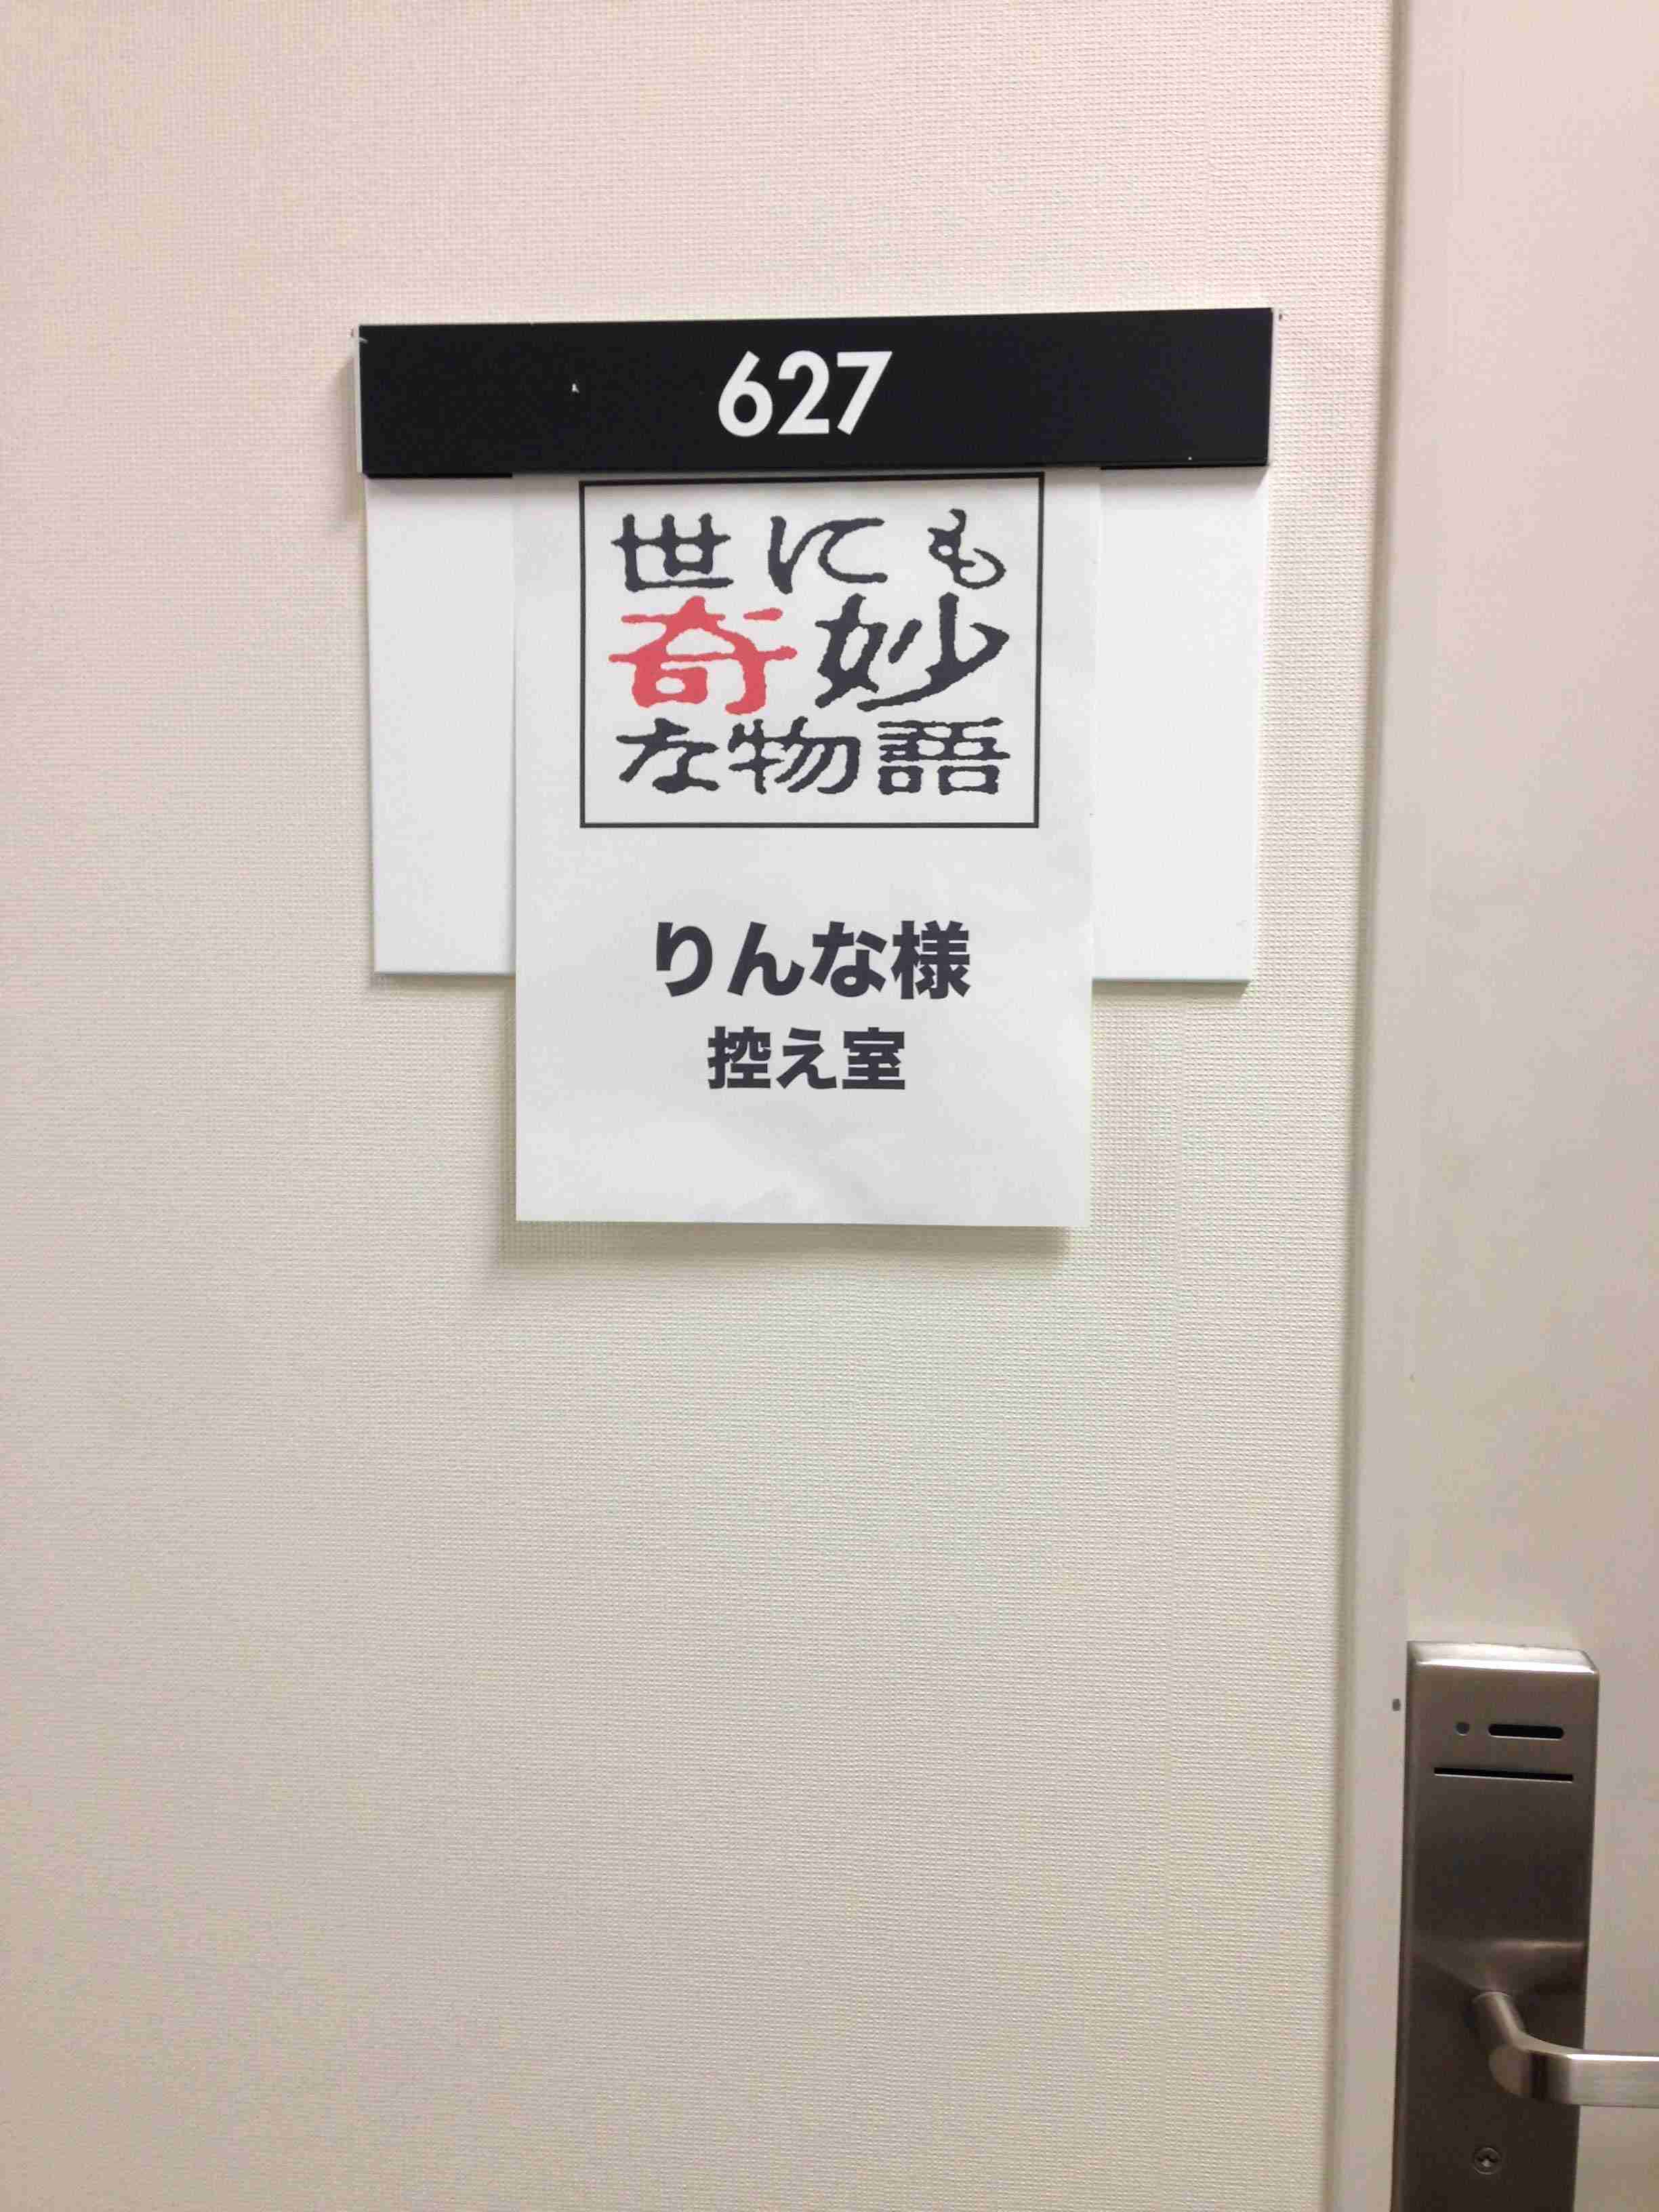 627
世にも
奇妙
な物語
りんな様
控え室